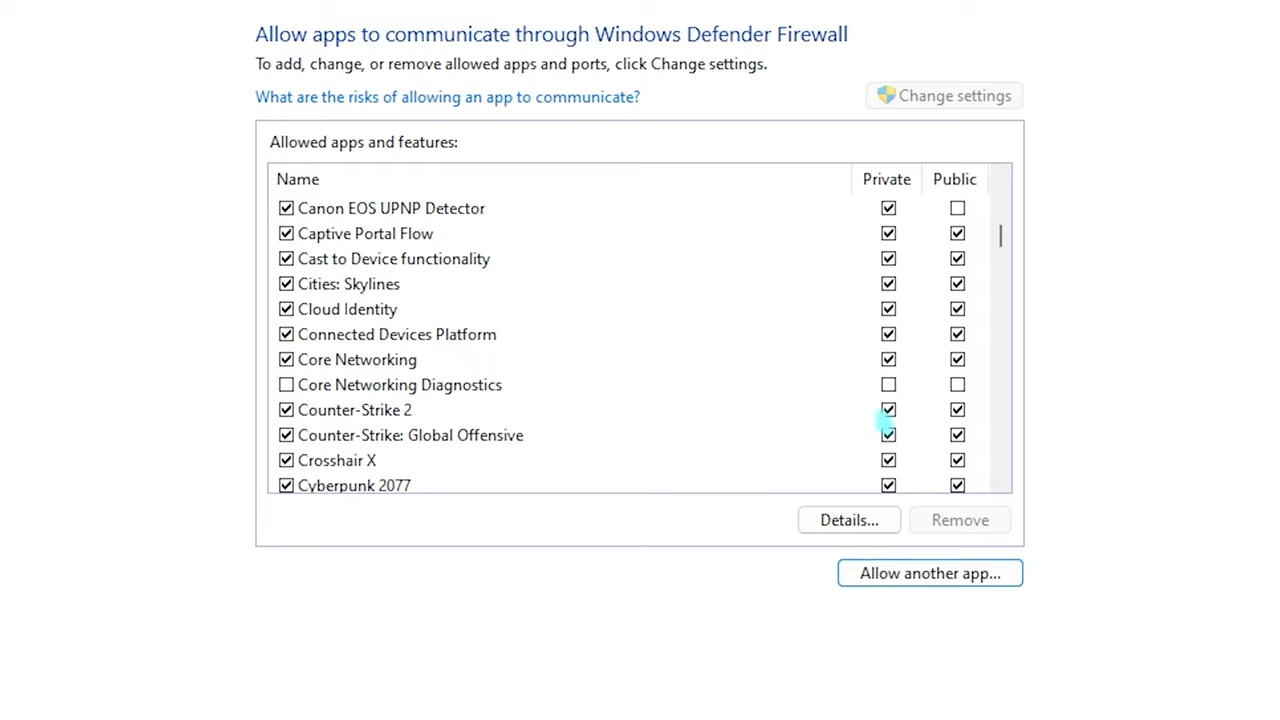 Allow apps to communicate through Windows Defender Firewall
To add, change, or remove allowed apps and ports, click Change settings.
What are the risks of allowing an app to communicate?
Change settings
Allowed apps and features:
Name Private Public
Canon EOS UPNP Detector
Captive Portal Flow
Cast to Device functionality
Cities: Skylines
Cloud Identity
Connected Devices Platform
Core Networking
Core Networking Diagnostics
Counter-Strike 2
Counter-Strike: Global Offensive
Crosshair X
Cyberpunk 2077
Details... Remove
Allow another app...